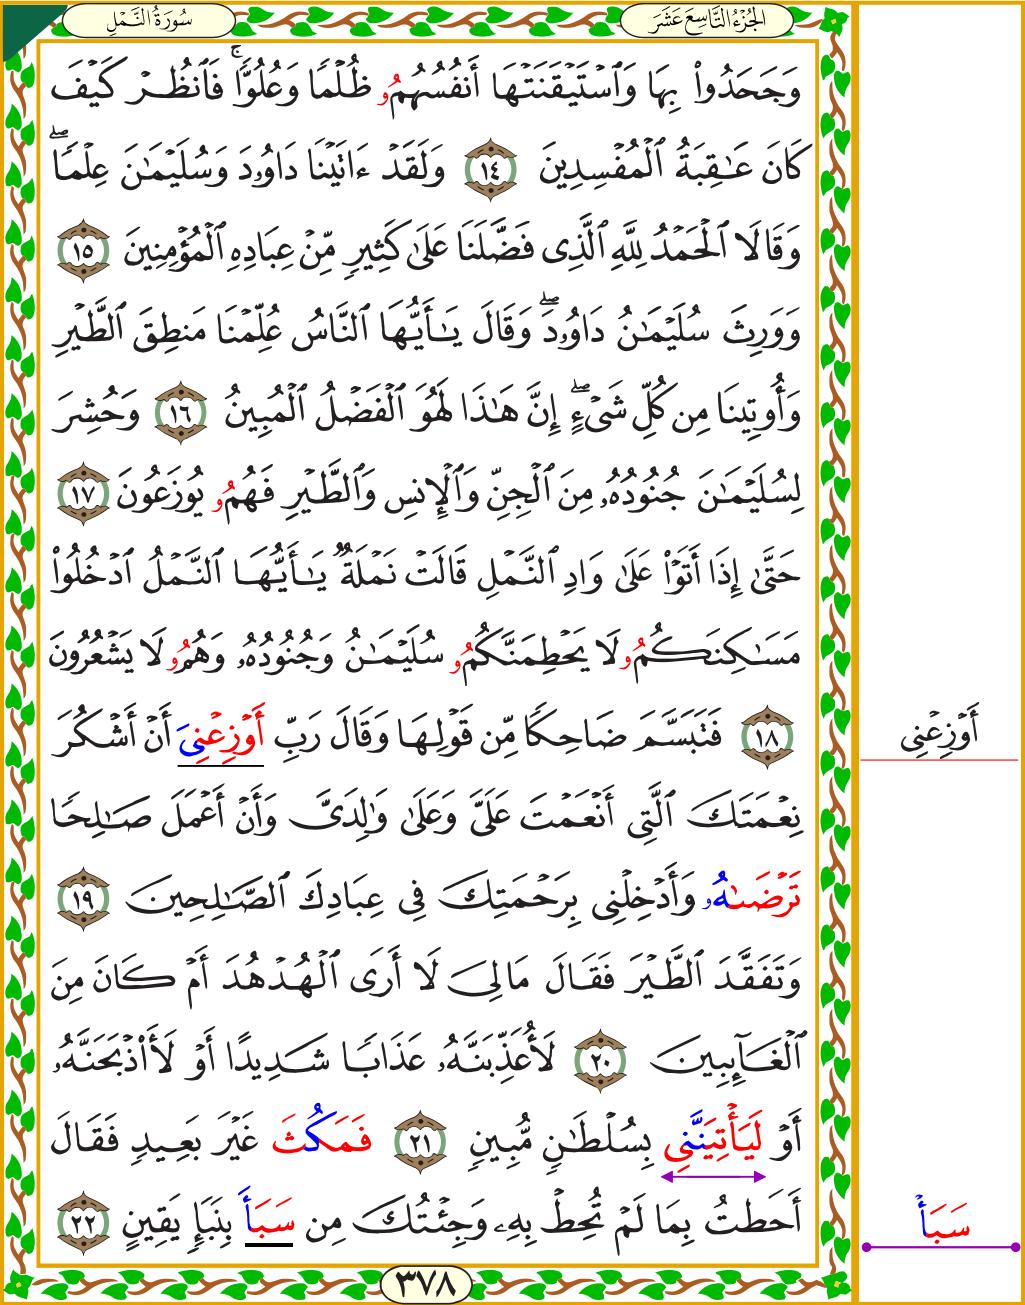 الجُزْءُ التَّاسِعَ عَشَرَ
سُورَةُ النَّمْلِ
وَجَحَدُوا۟ بِهَا وَٱسْتَيْقَنَتْهَا أَنفُسُهُمُۥ ظُلْمًا وَعُلُوًّا ۚ فَٱنظُرْ كَيْفَ
كَانَ عَـٰقِبَةُ ٱلْمُفْسِدِينَ ١٤ وَلَقَدْ ءَاتَيْنَا دَاوُۥدَ وَسُلَيْمَـٰنَ عِلْمًا ۖ
وَقَالَا ٱلْحَمْدُ لِلَّهِ ٱلَّذِى فَضَّلَنَا عَلَىٰ كَثِيرٍ مِّنْ عِبَادِهِ ٱلْمُؤْمِنِينَ ١٥
وَوَرِثَ سُلَيْمَـٰنُ دَاوُۥدَ ۖ وَقَالَ يَـٰأَيُّهَا ٱلنَّاسُ عُلِّمْنَا مَنطِقَ ٱلطَّيْرِ
وَأُوتِينَا مِن كُلِّ شَىْءٍ ۖ إِنَّ هَـٰذَا لَهُوَ ٱلْفَضْلُ ٱلْمُبِينُ ١٦ وَحُشِرَ
لِسُلَيْمَـٰنَ جُنُودُهُۥ مِنَ ٱلْجِنِّ وَٱلْإِنسِ وَٱلطَّيْرِ فَهُمُۥ يُوزَعُونَ ١٧
حَتَّىٰ إِذَا أَتَوْا۟ عَلَىٰ وَادِ ٱلنَّمْلِ قَالَتْ نَمْلَةٌ يَـٰأَيُّهَا ٱلنَّمْلُ ٱدْخُلُوا۟
مَسَـٰكِنَكُمُۥ لَا يَحْطِمَنَّكُمُۥ سُلَيْمَـٰنُ وَجُنُودُهُۥ وَهُمُۥ لَا يَشْعُرُونَ
١٨ فَتَبَسَّمَ ضَاحِكًا مِّن قَوْلِهَا وَقَالَ رَبِّ أَوْزِعْنِىَ أَنْ أَشْكُرَ
أَوْزِعْنِى
نِعْمَتَكَ ٱلَّتِى أَنْعَمْتَ عَلَىَّ وَعَلَىٰ وَٰلِدَىَّ وَأَنْ أَعْمَلَ صَـٰلِحًا
تَرْضَىٰهُۥ وَأَدْخِلْنِى بِرَحْمَتِكَ فِى عِبَادِكَ ٱلصَّـٰلِحِينَ ١٩
وَتَفَقَّدَ ٱلطَّيْرَ فَقَالَ مَا لِىَ لَا أَرَى ٱلْهُدْهُدَ أَمْ كَانَ مِنَ
ٱلْغَآئِبِينَ ٢٠ لَأُعَذِّبَنَّهُۥ عَذَابًا شَدِيدًا أَوْ لَأَا۟ذْبَحَنَّهُۥ
أَوْ لَيَأْتِيَنَّنِى بِسُلْطَـٰنٍ مُّبِينٍ ٢١ فَمَكُثَ غَيْرَ بَعِيدٍ فَقَالَ
أَحَطتُ بِمَا لَمْ تُحِطْ بِهِۦ وَجِئْتُكَ مِن سَبَأَ بِنَبَإٍ يَقِينٍ ٢٢
سَبَأْ
٣٧٨